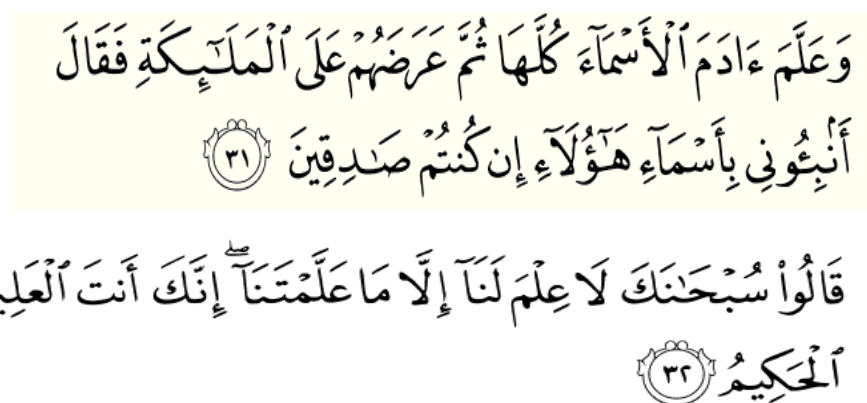 وَعَلَّمَ ءَادَمَ ٱلْأَسْمَآءَ كُلَّهَا ثُمَّ عَرَضَهُمْ عَلَى ٱلْمَلَـٰٓئِكَةِ فَقَالَ
أَنۢبِـُٔونِى بِأَسْمَآءِ هَـٰٓؤُلَآءِ إِن كُنتُمْ صَـٰدِقِينَ ٣١
قَالُوا۟ سُبْحَـٰنَكَ لَا عِلْمَ لَنَآ إِلَّا مَا عَلَّمْتَنَآ ۖ إِنَّكَ أَنتَ
ٱلْحَكِيمُ ٣٢